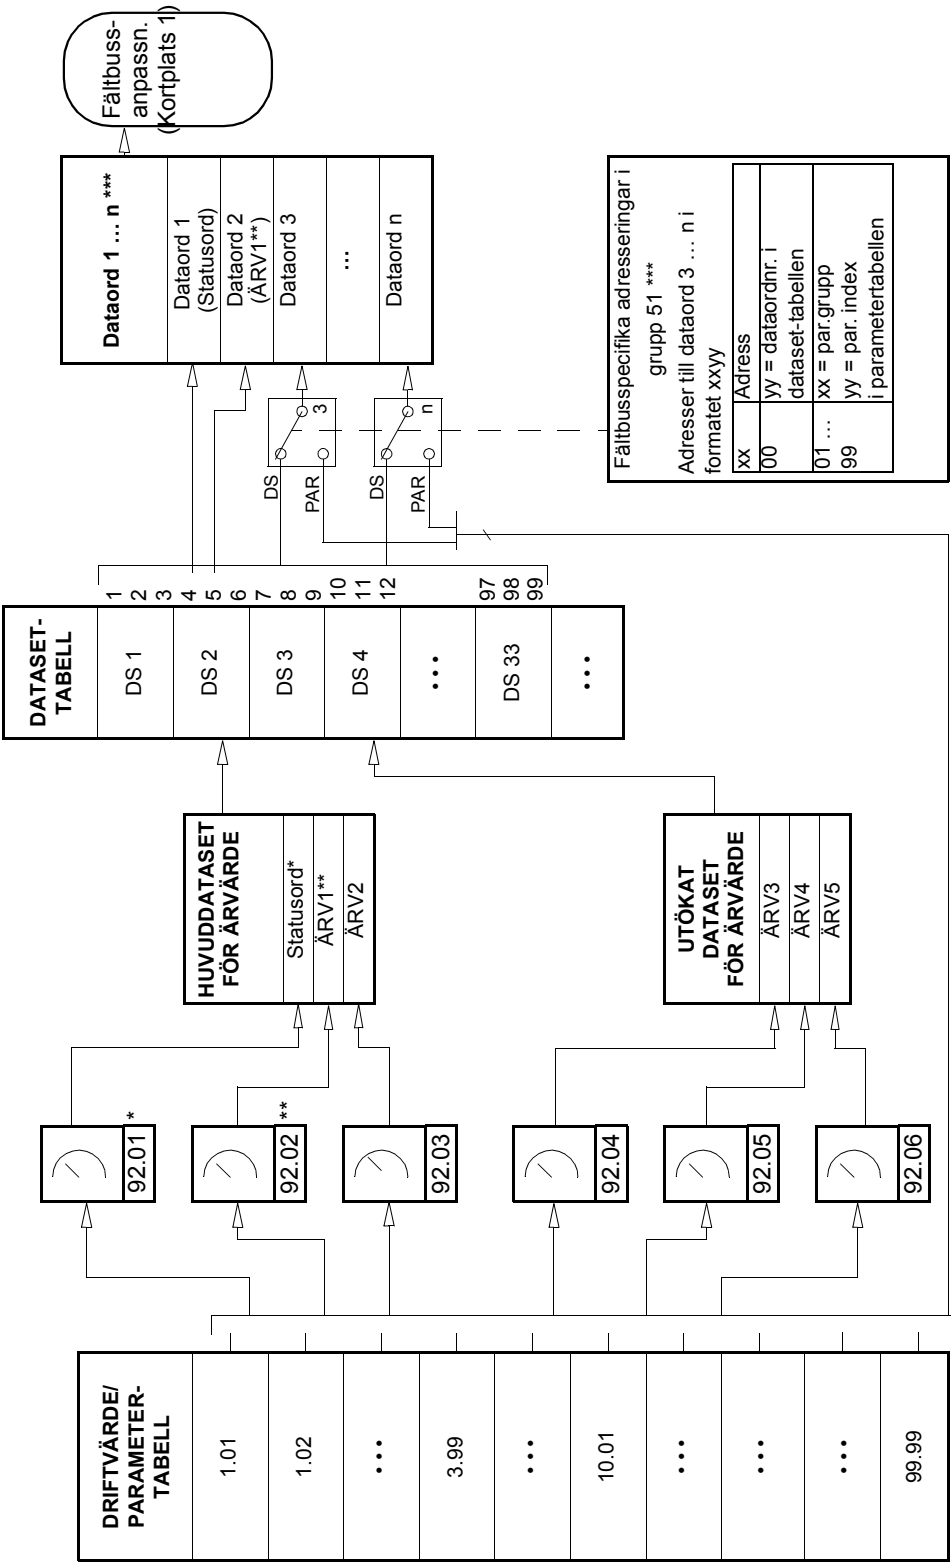 DRIFTVÄRDE/
PARAMETER-
TABELL
1.01
1.02
...
3.99
...
10.01
...
...
...
99.99
92.01 *
92.02 **
92.03
92.04
92.05
92.06
HUVUDDATASET
FÖR ÄRVÄRDE
Statusord*
ÄRV1**
ÄRV2
UTÖKAT
DATASET
FÖR ÄRVÄRDE
ÄRV3
ÄRV4
ÄRV5
DATASET-
TABELL
DS 1
DS 2
DS 3
DS 4
...
DS 33
...
1
2
3
4
5
6
7
8
9
10
11
12
97
98
99
DS
PAR
3
DS
PAR
n
Dataord 1 ... n ***
Dataord 1
(Statusord)
Dataord 2
(ÄRV1**)
Dataord 3
...
Dataord n
Fältbuss-
anpassn.
(Kortplats 1)
Fältbusspecifika adresseringar i
grupp 51 ***
Adresser till dataord 3 ... n i
formatet xxyy
xx Adress
00 yy = dataordnr. i
dataset-tabellen
01 ... xx = par.grupp
99 yy = par. index
i parametertabellen